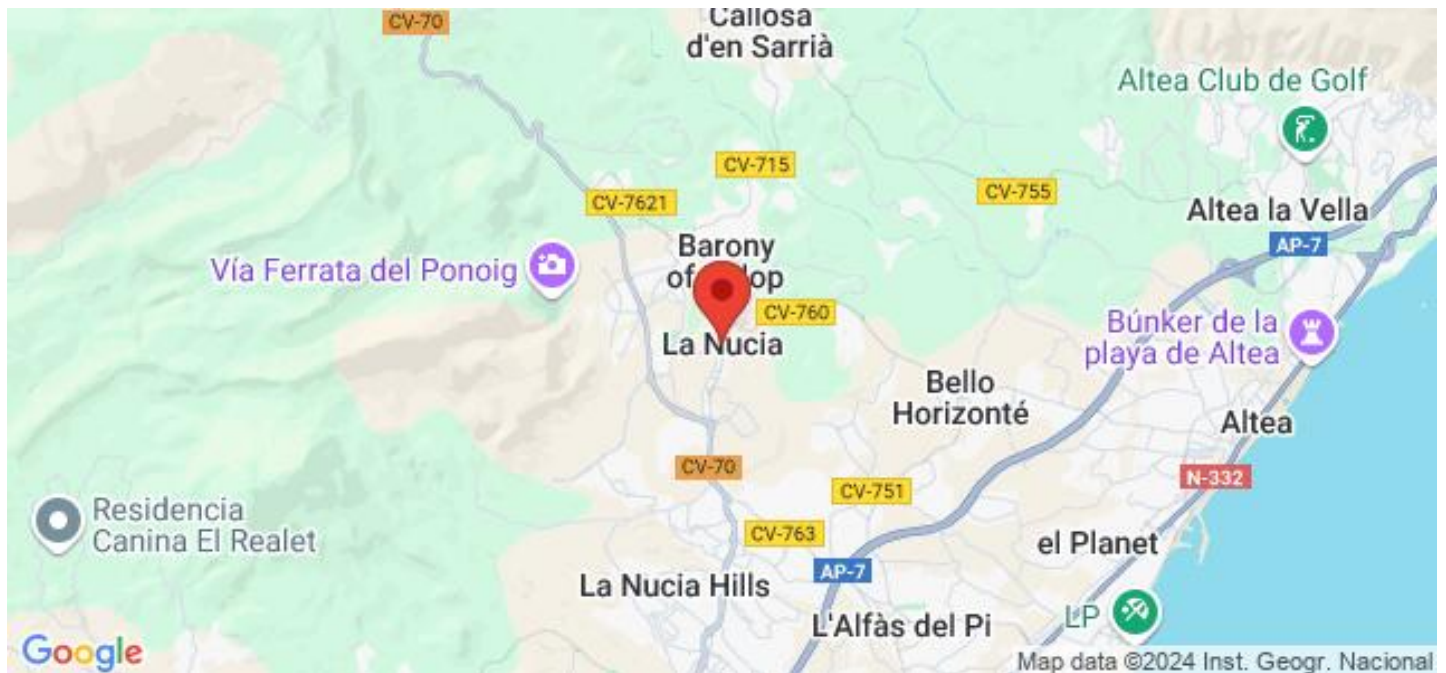 CV-70
Callosa
d'en Sarrià
Altea Club de Golf
CV-715
CV-755
CV-7621
Altea la Vella
AP-7
Barony
of
Vía Ferrata del Ponoig
CV-760
La Nucia
Búnker de la
playa de Altea
Bello
Horizonté
Altea
CV-70
N-332
CV-751
Residencia
Canina El Realet
CV-763
el Planet
AP-7
La Nucia Hills
L'Alfàs del Pi
LP
Google
Map data ©2024 Inst. Geogr. Nacional